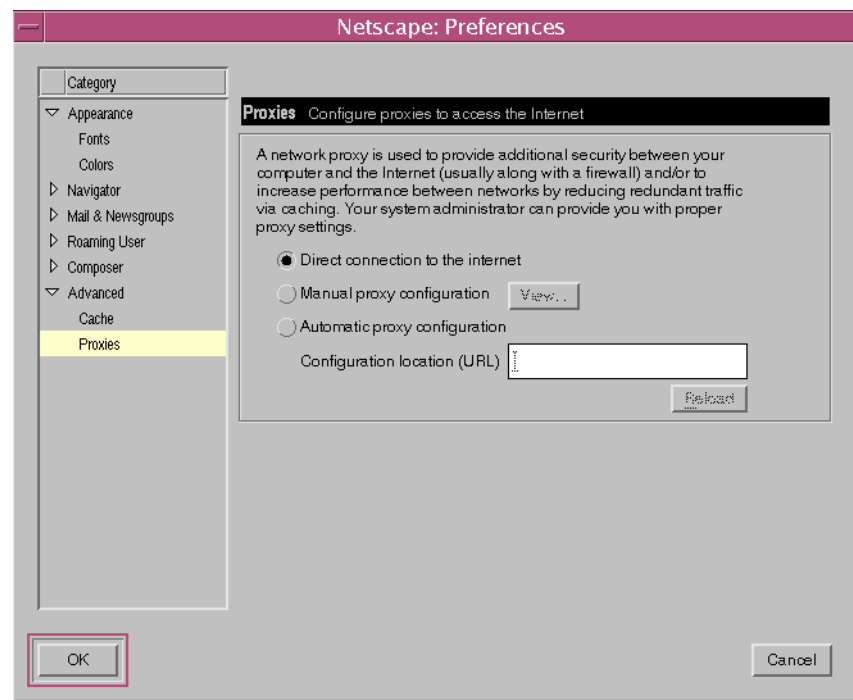 Netscape: Preferences
Category
Appearance
Fonts
Colors
Navigator
Mail & Newsgroups
Roaming User
Composer
Advanced
Cache
Proxies
Proxies Configure proxies to access the Internet
A network proxy is used to provide additional security between your
computer and the Internet (usually along with a firewall) and/or to
increase performance between networks by reducing redundant traffic
via caching. Your system administrator can provide you with proper
proxy settings.
Direct connection to the internet
Manual proxy configuration View...
Automatic proxy configuration
Configuration location (URL)
Reload
OK Cancel